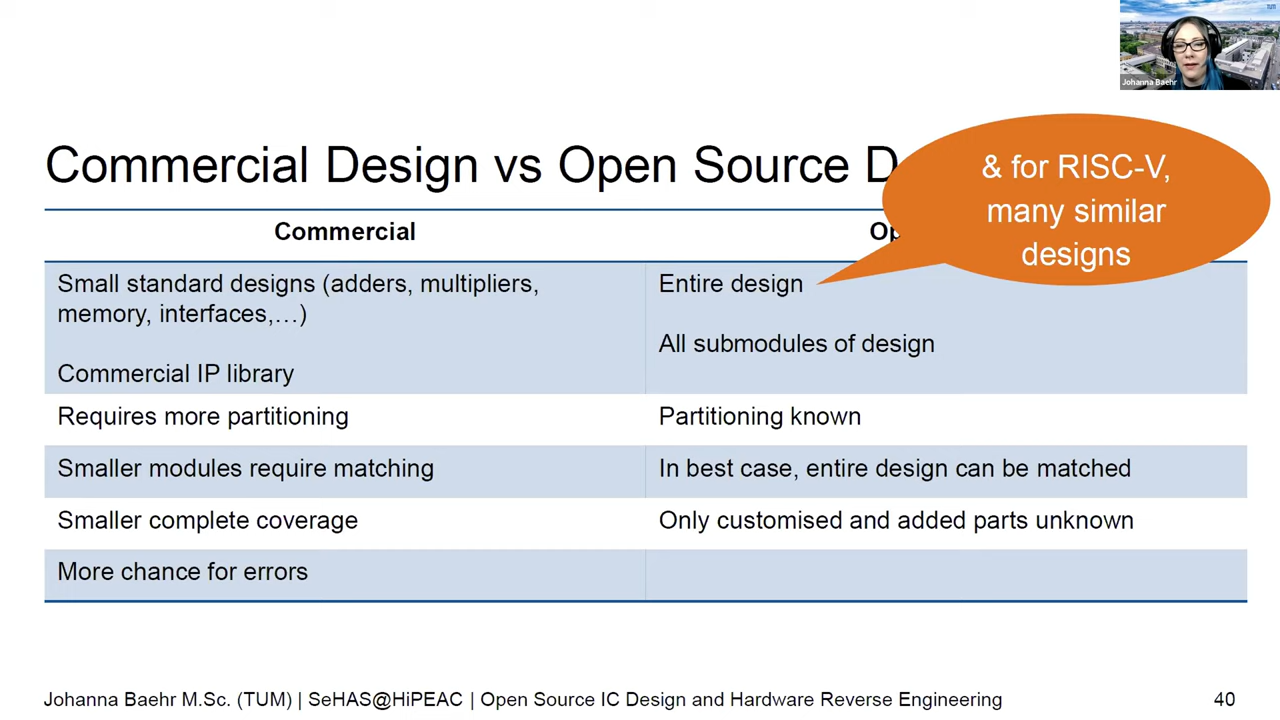 TUM
Johanna Baehr
Commercial Design vs Open Source D
& for RISC-V,
many similar
designs
Commercial
Op
Small standard designs (adders, multipliers,
memory, interfaces,…)
Commercial IP library
Entire design
All submodules of design
Requires more partitioning
Partitioning known
Smaller modules require matching
In best case, entire design can be matched
Smaller complete coverage
Only customised and added parts unknown
More chance for errors
Johanna Baehr M.Sc. (TUM) | SeHAS@HiPEAC | Open Source IC Design and Hardware Reverse Engineering
40